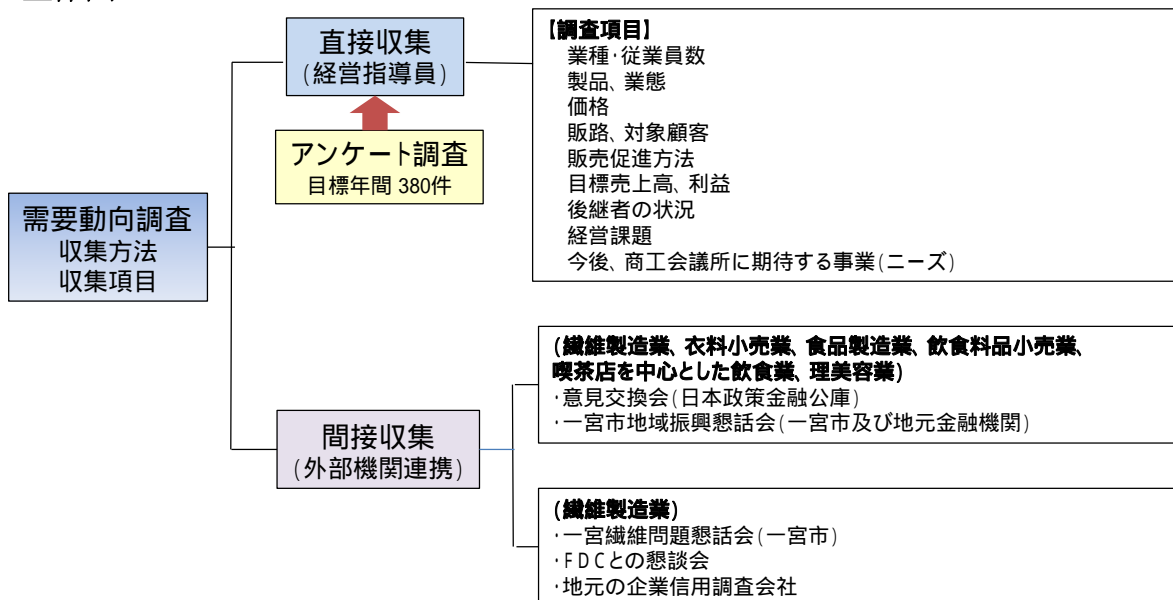 需要動向調査
収集方法
収集項目
直接収集
(経営指導員)
アンケート調査
目標年間 380件
【調査項目】
業種・従業員数
製品、業態
価格
販路、対象顧客
販売促進方法
目標売上高、利益
後継者の状況
経営課題
今後、商工会議所に期待する事業(ニーズ)
間接収集
(外部機関連携)
(繊維製造業、衣料小売業、食品製造業、飲食料品小売業、
喫茶店を中心とした飲食業、理美容業)
・意見交換会(日本政策金融公庫)
・一宮市地域振興懇話会(一宮市及び地元金融機関)
(繊維製造業)
・一宮繊維問題懇話会(一宮市)
・FDCとの懇談会
・地元の企業信用調査会社